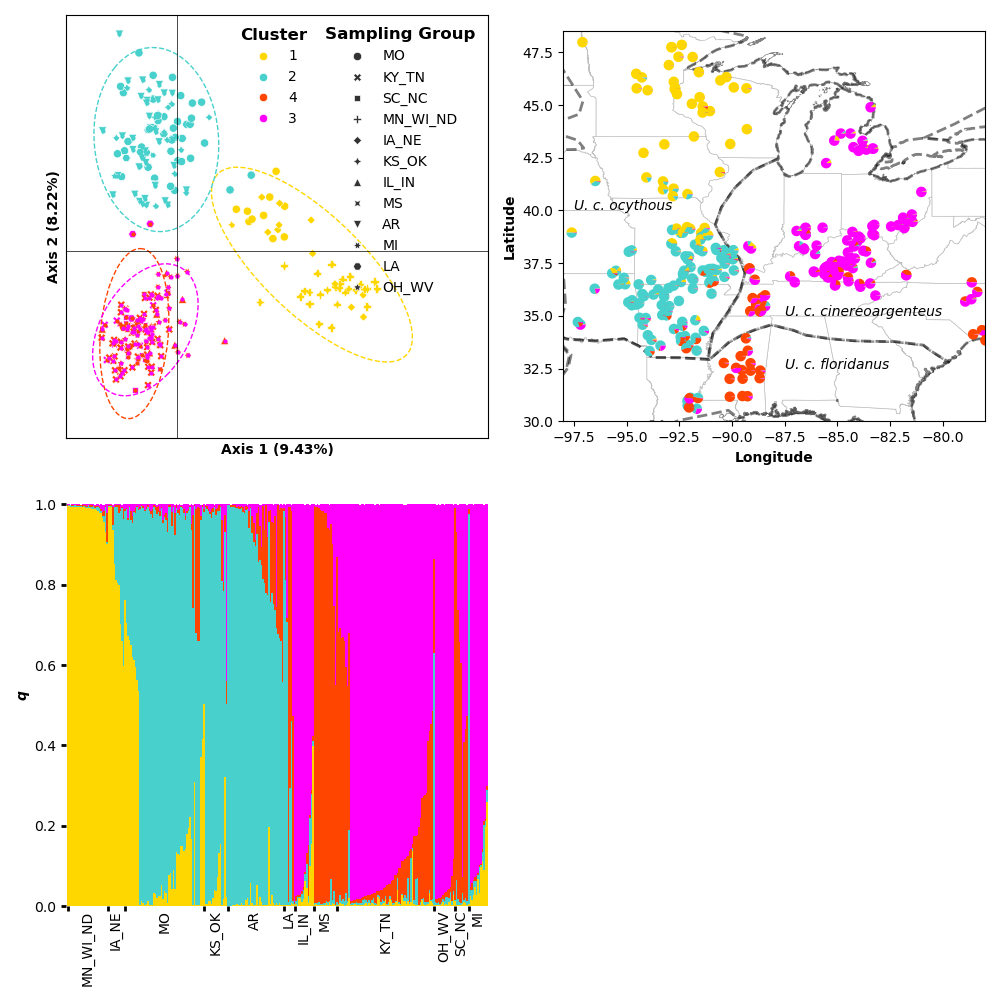 Cluster
1
2
4
3
Sampling Group
MO
KY_TN
SC_NC
MN_WI_ND
IA_NE
KS_OK
IL_IN
MS
AR
MI
LA
OH_WV
Axis 2 (8.22%)
Axis 1 (9.43%)
47.5
45.0
42.5
40.0
37.5
35.0
32.5
30.0
Latitude
U. c. ocythous
U. c. cinereoargenteus
U. c. floridanus
−97.5 −95.0 −92.5 −90.0 −87.5 −85.0 −82.5 −80.0
Longitude
1.0
0.8
0.6
0.4
0.2
0.0
q
MN_WI_ND
IA_NE
MO
KS_OK
AR
LA
IL_IN
MS
KY_TN
OH_WV
SC_NC
MI